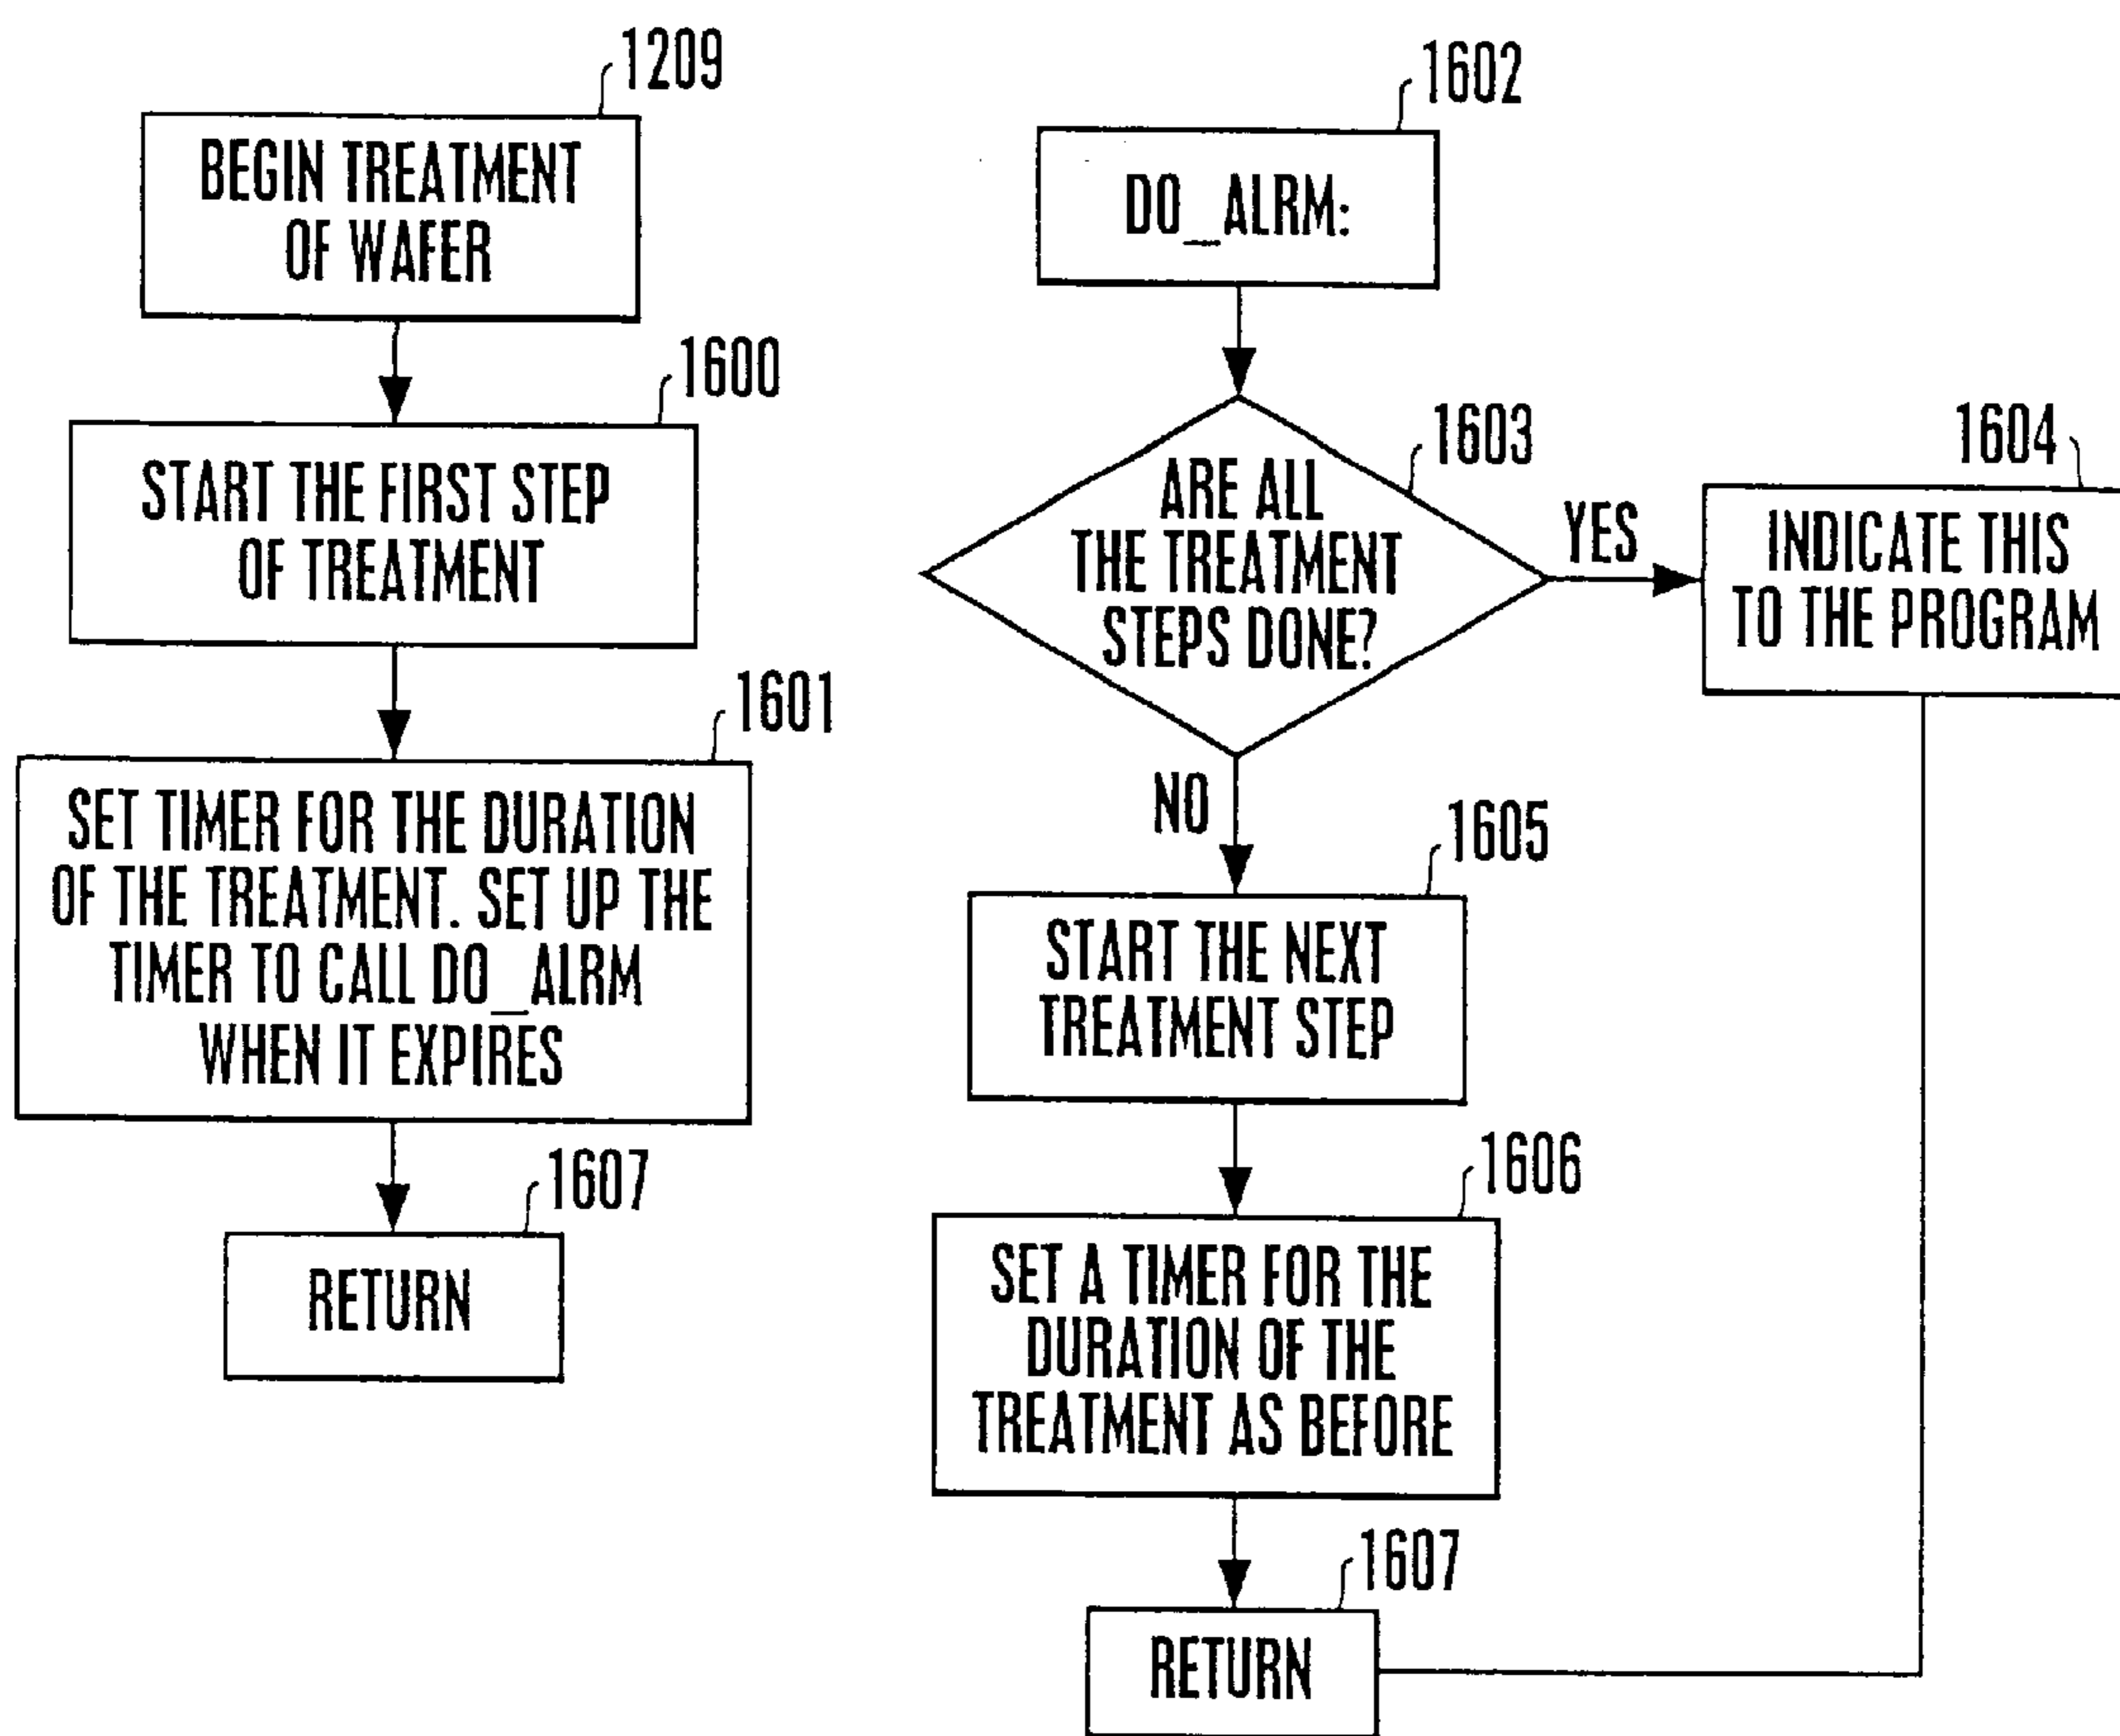 1209
BEGIN TREATMENT
OF WAFER
1600
START THE FIRST STEP
OF TREATMENT
1601
SET TIMER FOR THE DURATION
OF THE TREATMENT. SET UP THE
TIMER TO CALL DO_ALRM
WHEN IT EXPIRES
1607
RETURN
1602
DO_ALRM:
1603
ARE ALL
THE TREATMENT
STEPS DONE?
YES
1604
INDICATE THIS
TO THE PROGRAM
NO
1605
START THE NEXT
TREATMENT STEP
1606
SET A TIMER FOR THE
DURATION OF THE
TREATMENT AS BEFORE
1607
RETURN